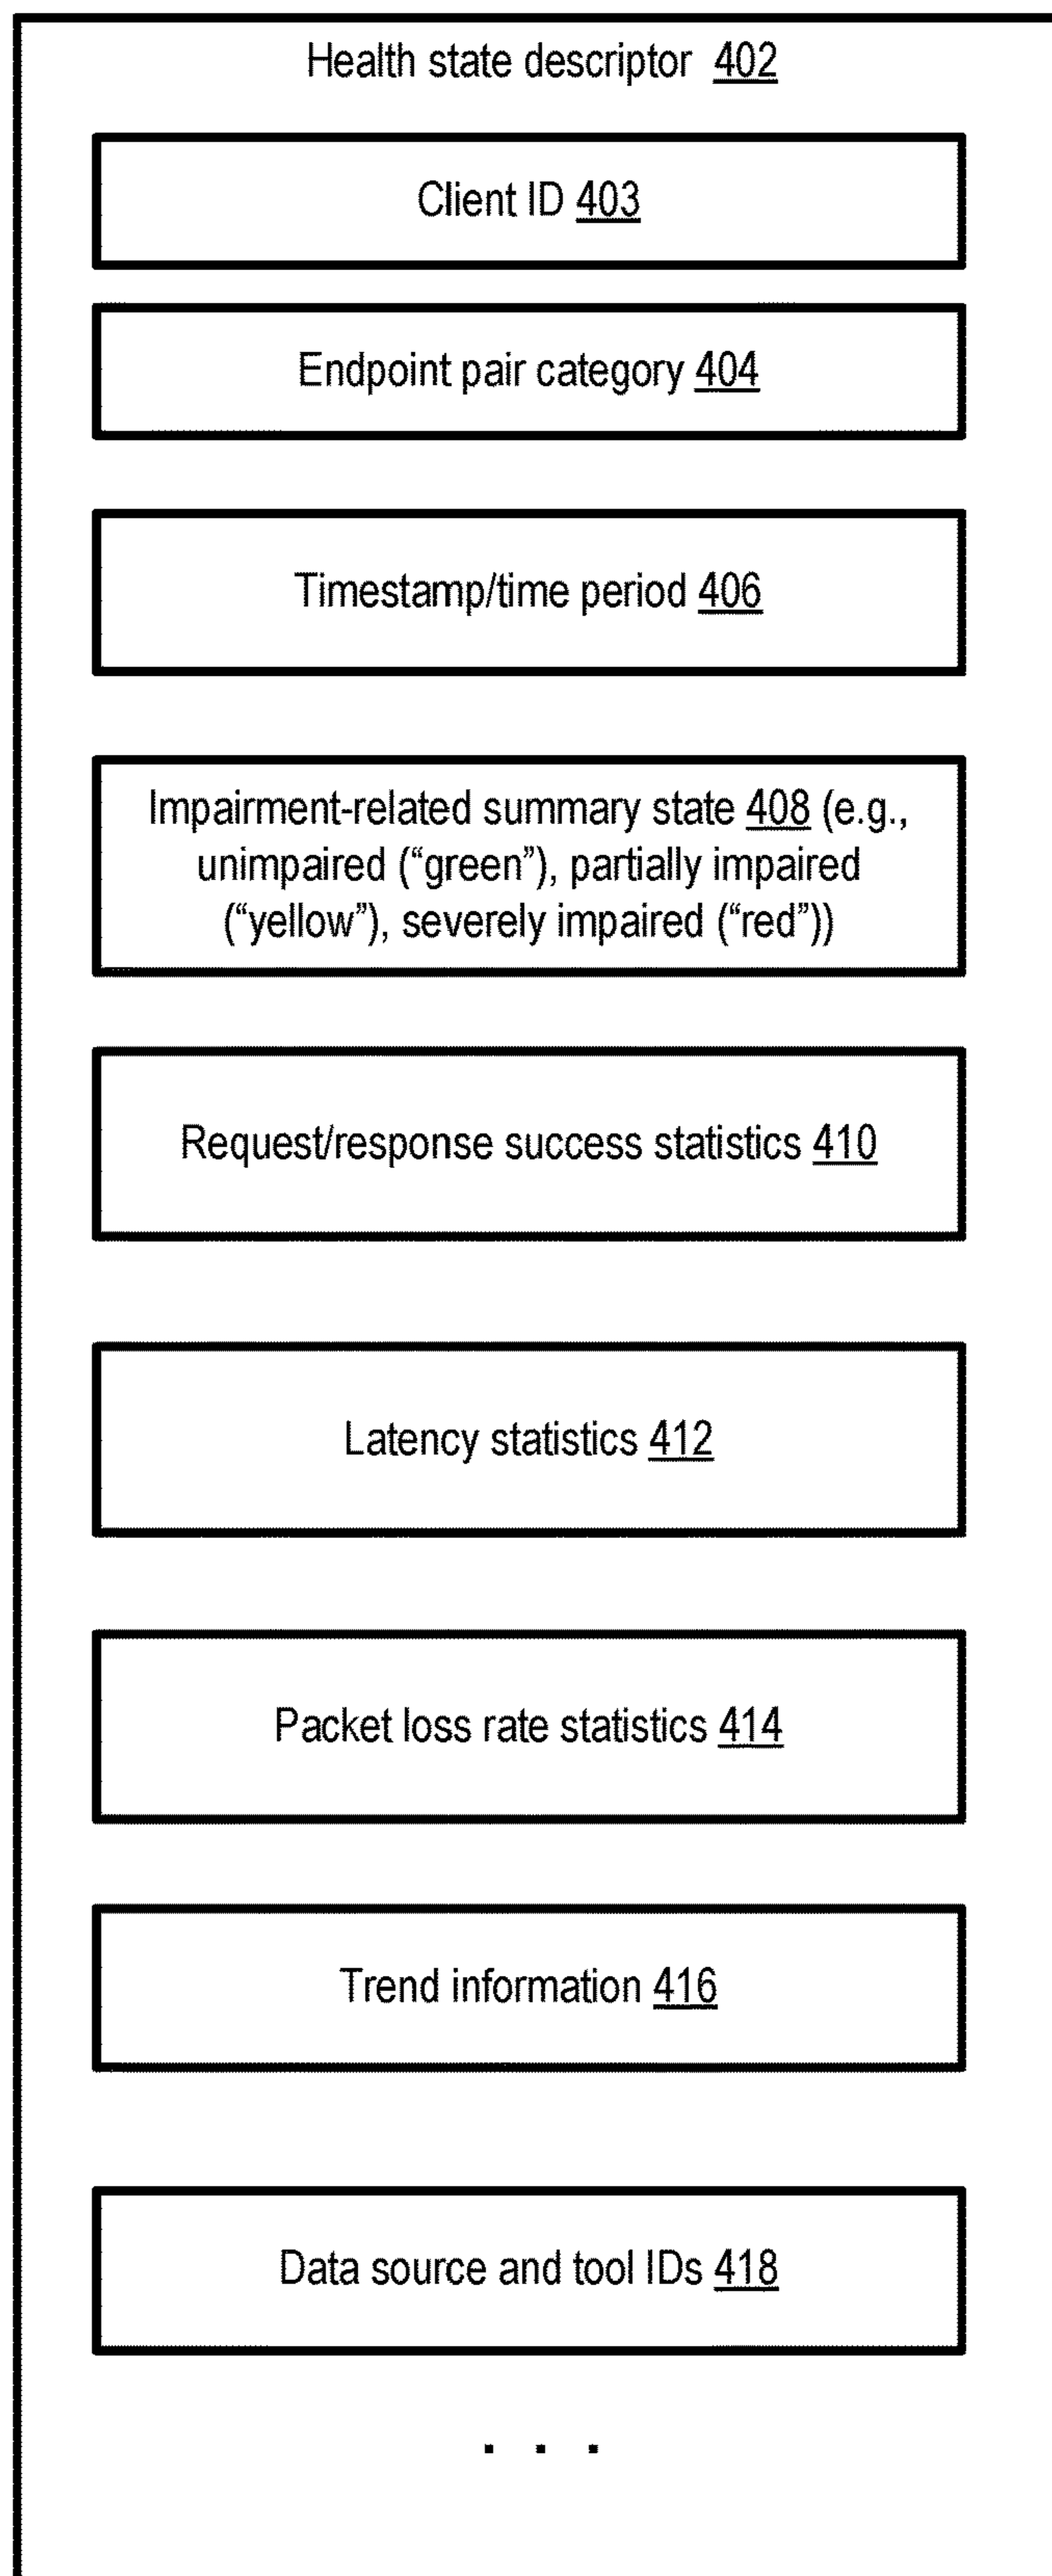 Health state descriptor 402
Client ID 403
Endpoint pair category 404
Timestamp/time period 406
Impairment-related summary state 408 (e.g.,
unimpaired (“green”), partially impaired
(“yellow”), severely impaired (“red”))
Request/response success statistics 410
Latency statistics 412
Packet loss rate statistics 414
Trend information 416
Data source and tool IDs 418
. . .